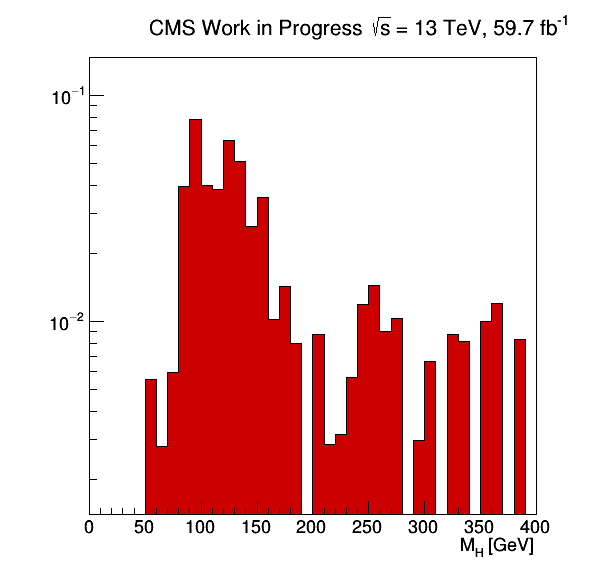 CMS Work in Progress √s = 13 TeV, 59.7 fb⁻¹
10⁻¹
10⁻²
0 50 100 150 200 250 300 350 400
M_H [GeV]